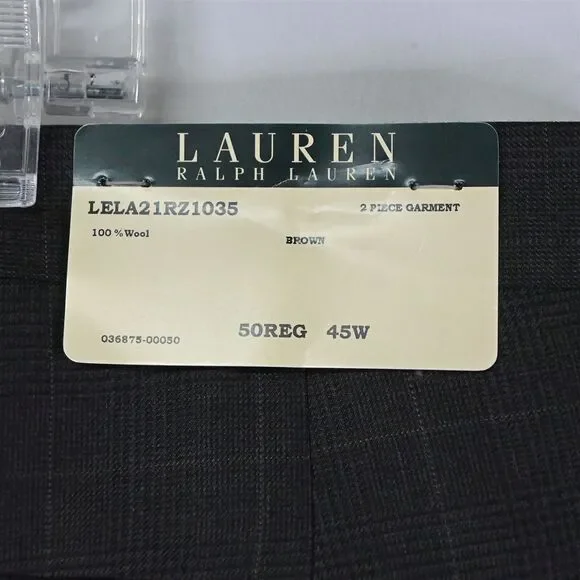 LAUREN
RALPH LAUREN
LELA21RZ1035 2 PIECE GARMENT
100 %Wool BROWN
036875-00050 50REG 45W